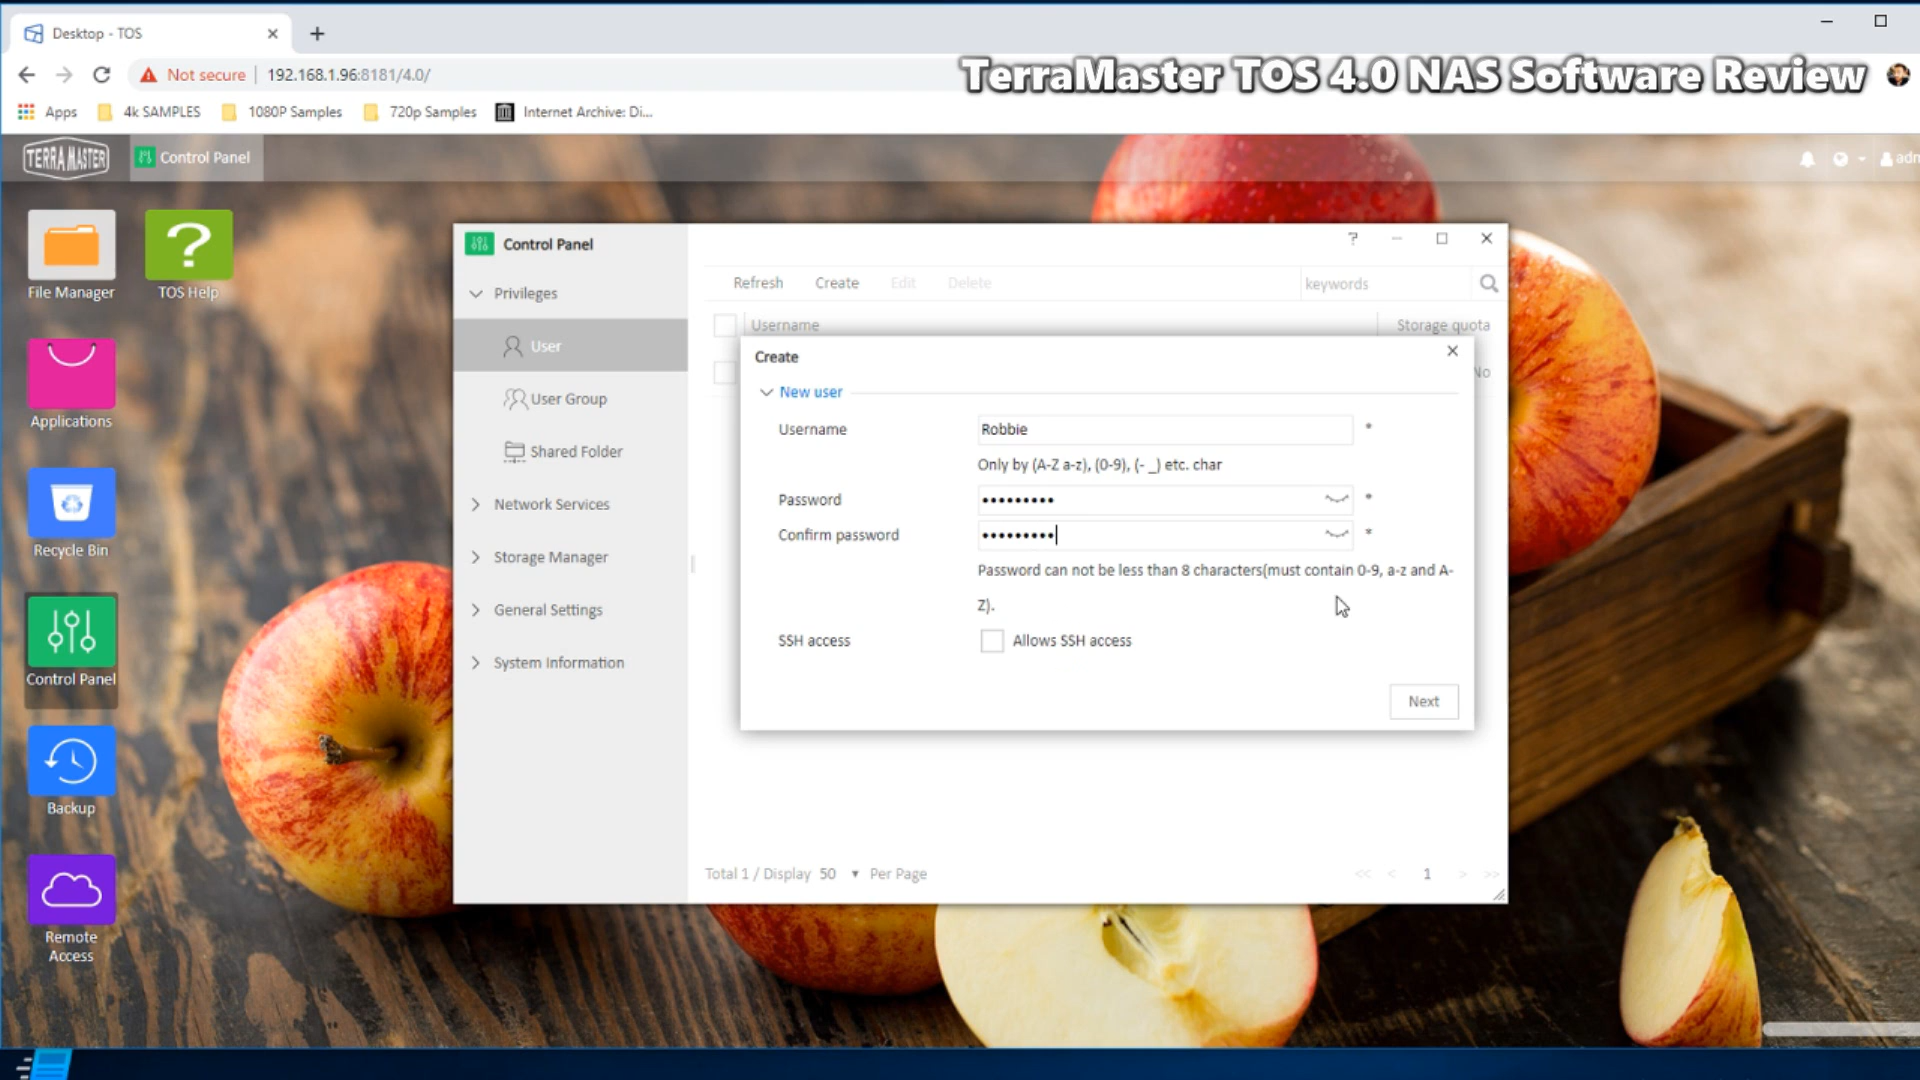 Desktop - TOS
Not secure
192.168.1.96:8181/4.0/
TerraMaster TOS 4.0 NAS Software Review
Apps
4k SAMPLES
1080P Samples
720p Samples
Internet Archive: Di...
TERRAMASTER
Control Panel
adm
File Manager
TOS Help
Applications
Recycle Bin
Control Panel
Backup
Remote
Access
Control Panel
Privileges
User
User Group
Shared Folder
Network Services
Storage Manager
General Settings
System Information
?
Refresh
Create
Edit
Delete
keywords
Username
Storage quota
No
Create
New user
Username
Robbie
*
Only by (A-Z a-z), (0-9), (- _) etc. char
Password
•••••••••
*
Confirm password
•••••••••
*
Password can not be less than 8 characters(must contain 0-9, a-z and A-
Z).
SSH access
Allows SSH access
Next
Total 1 / Display 50 ▾ Per Page
<< < 1 > >>